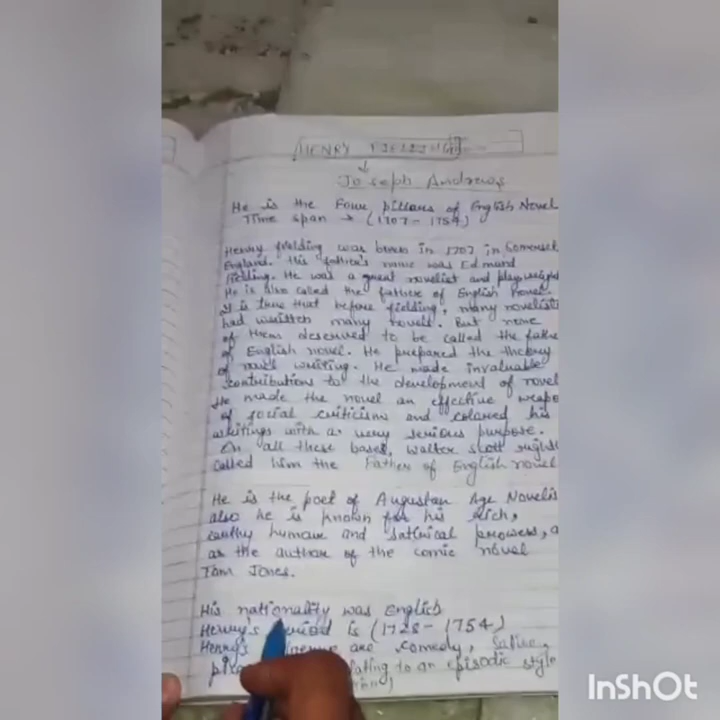 HENRY FIELDING
Joseph Andrews
He is the Four pillars of English Novel
Time span → (1707-1754)
Henry fielding was born in 1707 in Somerset
England. His father's name was Edmund
Fielding. He was a great novelist and playwright
He is also called the father of English novel.
It is true that before fielding, many novelists
had written many novels. But none
of them deserved to be called the father
of English novel. He prepared the theory
of novel writing. He made invaluable
contributions to the development of novel
He made the novel an effective weapo
of social criticisms and colored his
writings with a very serious purpose.
On all these bases, Walter Scott right
called him the Father of English novel
He is the poet of Augustan Age Novelis
also he is known for his rich,
earthy humour and satirical prowess, a
as the author of the comic novel
Tom Jones.
His nationality was English
Henry's period is (1728-1754)
Henry's are comedy, Satire,
to an episodic style
InShOt